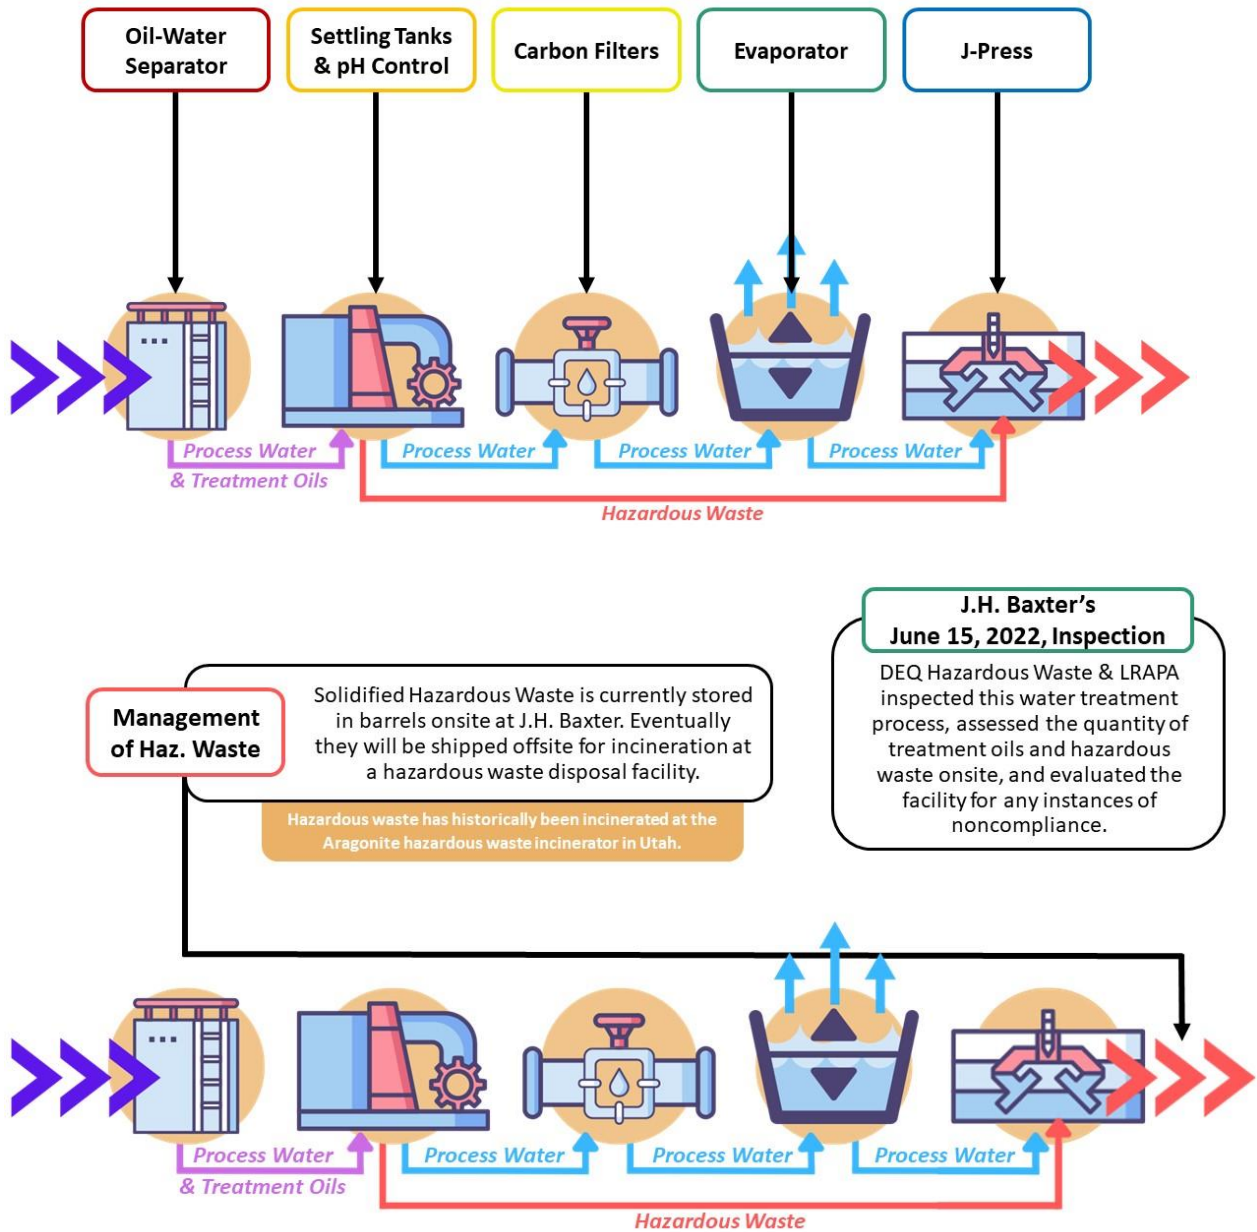 Oil-Water
Separator
Settling Tanks
& pH Control
Carbon Filters
Evaporator
J-Press
Process Water
& Treatment Oils
Process Water
Process Water
Process Water
Hazardous Waste
J.H. Baxter’s
June 15, 2022, Inspection
DEQ Hazardous Waste & LRAPA
inspected this water treatment
process, assessed the quantity of
treatment oils and hazardous
waste onsite, and evaluated the
facility for any instances of
noncompliance.
Management
of Haz. Waste
Solidified Hazardous Waste is currently stored
in barrels onsite at J.H. Baxter. Eventually
they will be shipped offsite for incineration at
a hazardous waste disposal facility.
Hazardous waste has historically been incinerated at the
Aragonite hazardous waste incinerator in Utah.
Process Water
& Treatment Oils
Process Water
Process Water
Process Water
Hazardous Waste